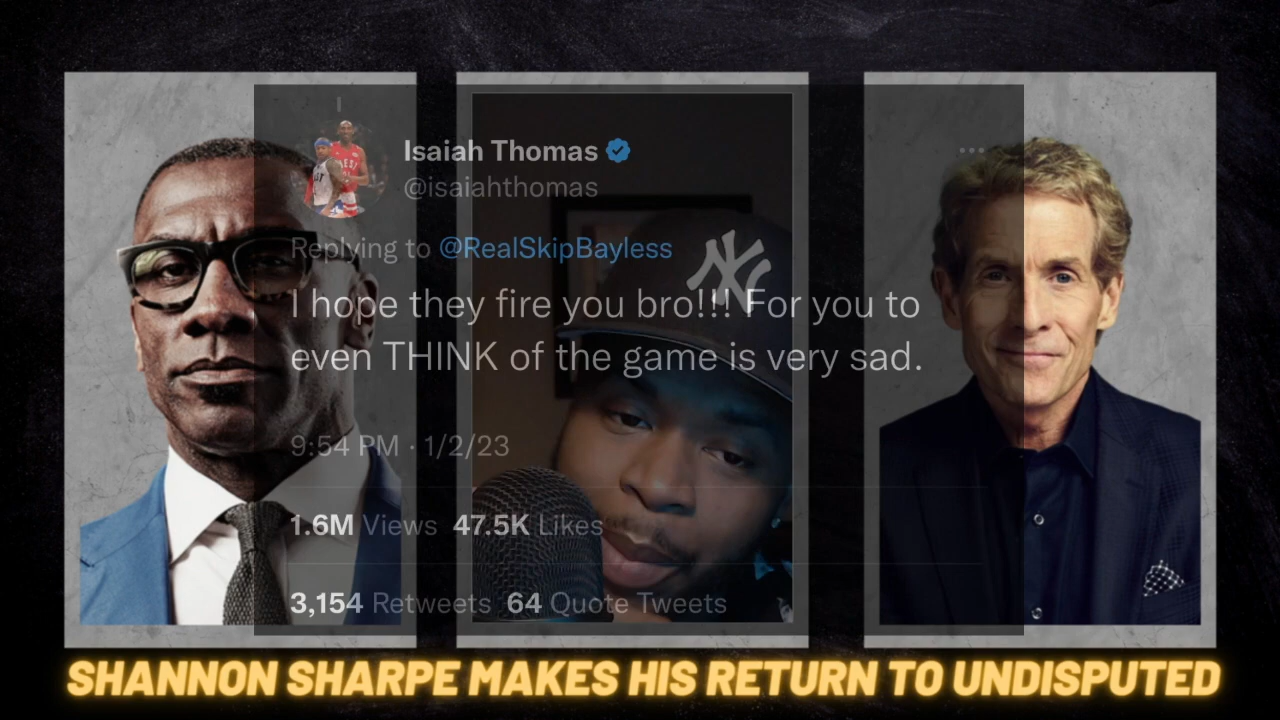 Isaiah Thomas
@isaiahthomas
Replying to @RealSkipBayless
I hope they fire you bro!!! For you to
even THINK of the game is very sad.
9:54 PM · 1/2/23
1.6M Views 47.5K Likes
3,154 Retweets 64 Quote Tweets
SHANNON SHARPE MAKES HIS RETURN TO UNDISPUTED